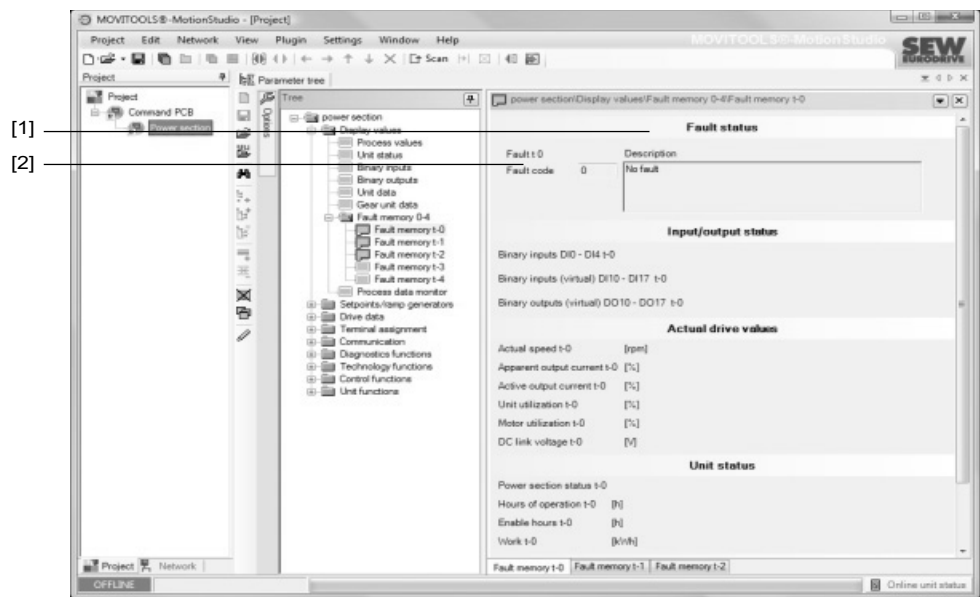 MOVITOOLS®-MotionStudio - [Project]
Project Edit Network View Plugin Settings Window Help
MOVITOOLS®-MotionStudio
SEW
EURODRIVE
Scan
Project
Parameter tree
Project
Command PCB
Power section
Options
Tree
power section
Display values
Process values
Unit status
Binary inputs
Binary outputs
Unit data
Gear unit data
Fault memory 0-4
Fault memory t-0
Fault memory t-1
Fault memory t-2
Fault memory t-3
Fault memory t-4
Process data monitor
Setpoints/ramp generators
Drive data
Terminal assignment
Communication
Diagnostics functions
Technology functions
Control functions
Unit functions
power section\Display values\Fault memory 0-4\Fault memory t-0
[1]
[2]
Fault status
Fault t 0 Description
Fault code 0 No fault
Input/output status
Binary inputs DI0 - DI4 t-0
Binary inputs (virtual) DI10 - DI17 t-0
Binary outputs (virtual) DO10 - DO17 t-0
Actual drive values
Actual speed t-0 [rpm]
Apparent output current t-0 [%]
Active output current t-0 [%]
Unit utilization t-0 [%]
Motor utilization t-0 [%]
DC link voltage t-0 [V]
Unit status
Power section status t-0
Hours of operation t-0 [h]
Enable hours t-0 [h]
Work t-0 [kWh]
Project Network
Fault memory t-0 Fault memory t-1 Fault memory t-2
OFFLINE
Online unit status